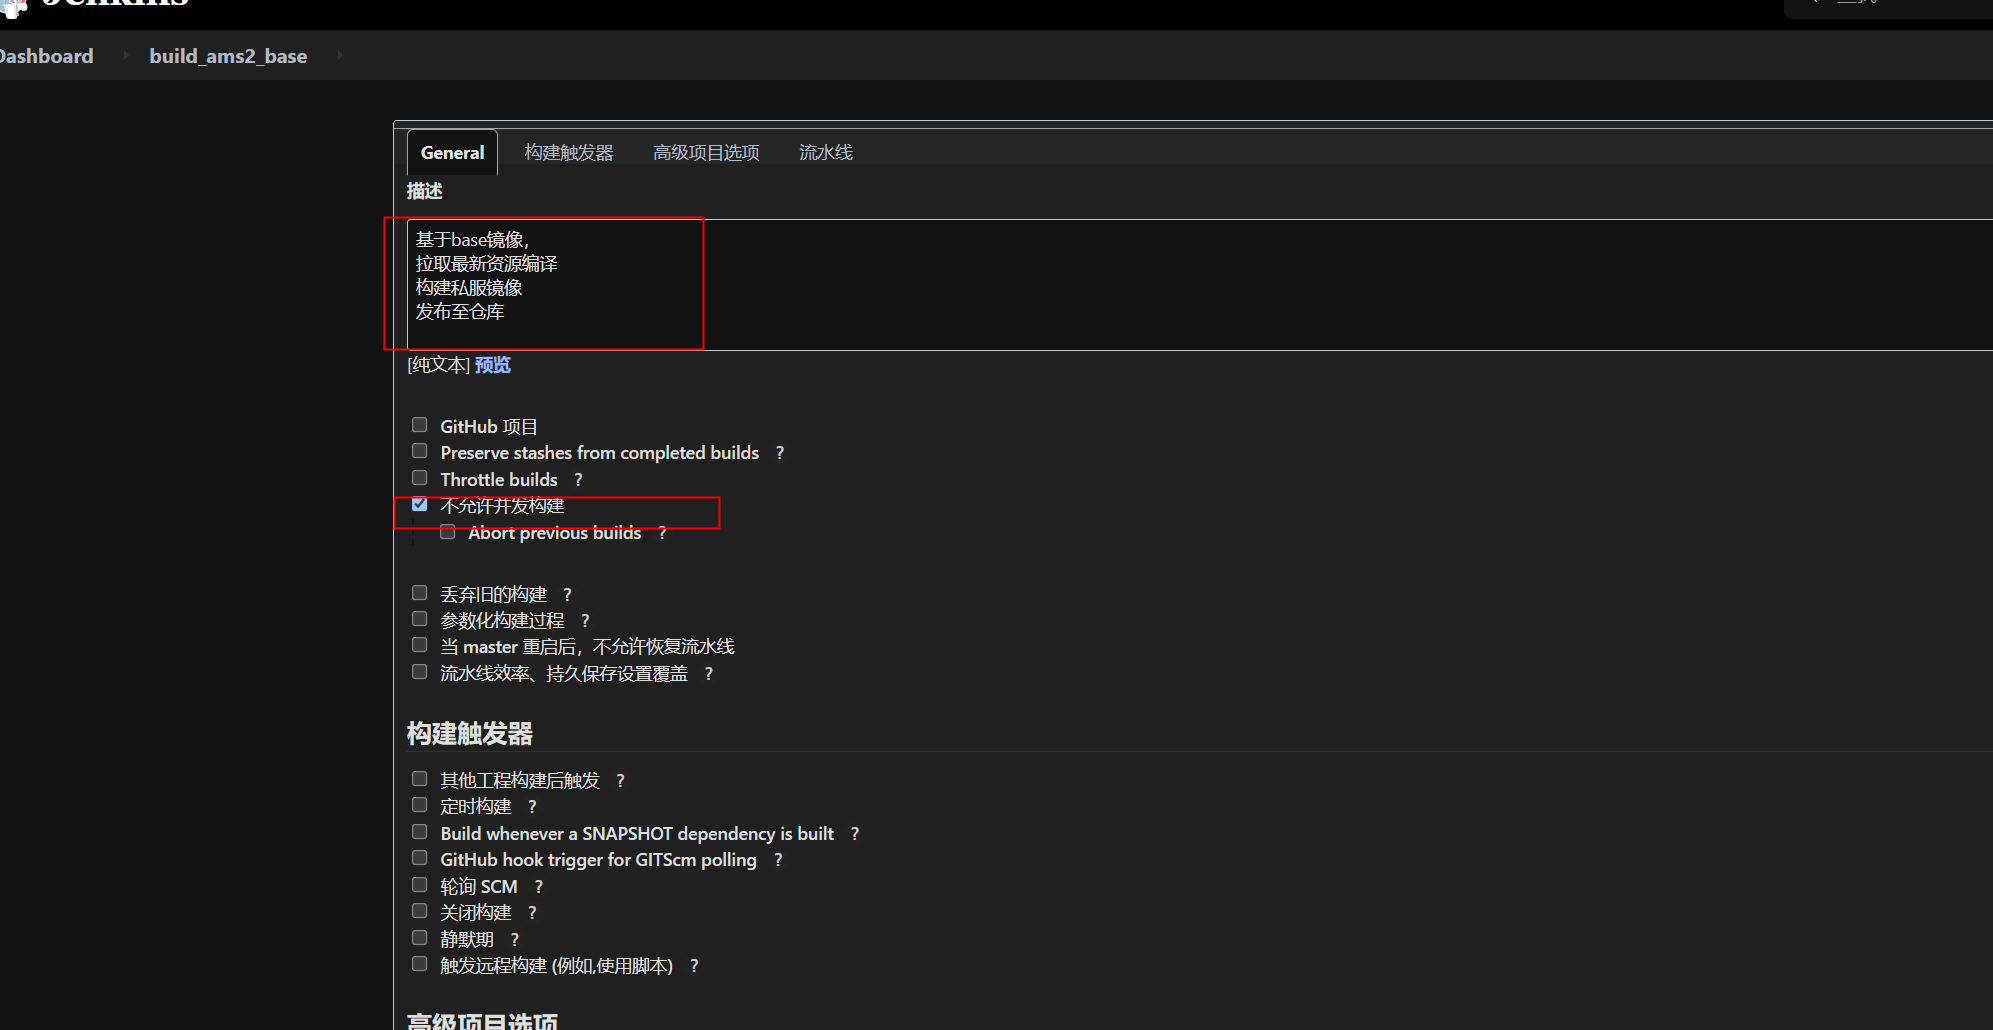 Jenkins
Dashboard
build_ams2_base
General
构建触发器
高级项目选项
流水线
描述
基于base镜像,
拉取最新资源编译
构建私服镜像
发布至仓库
[纯文本] 预览
GitHub 项目
Preserve stashes from completed builds ?
Throttle builds ?
不允许并发构建
Abort previous builds ?
丢弃旧的构建 ?
参数化构建过程 ?
当 master 重启后，不允许恢复流水线
流水线效率、持久保存设置覆盖 ?
构建触发器
其他工程构建后触发 ?
定时构建 ?
Build whenever a SNAPSHOT dependency is built ?
GitHub hook trigger for GITScm polling ?
轮询 SCM ?
关闭构建 ?
静默期 ?
触发远程构建 (例如,使用脚本) ?
高级项目选项